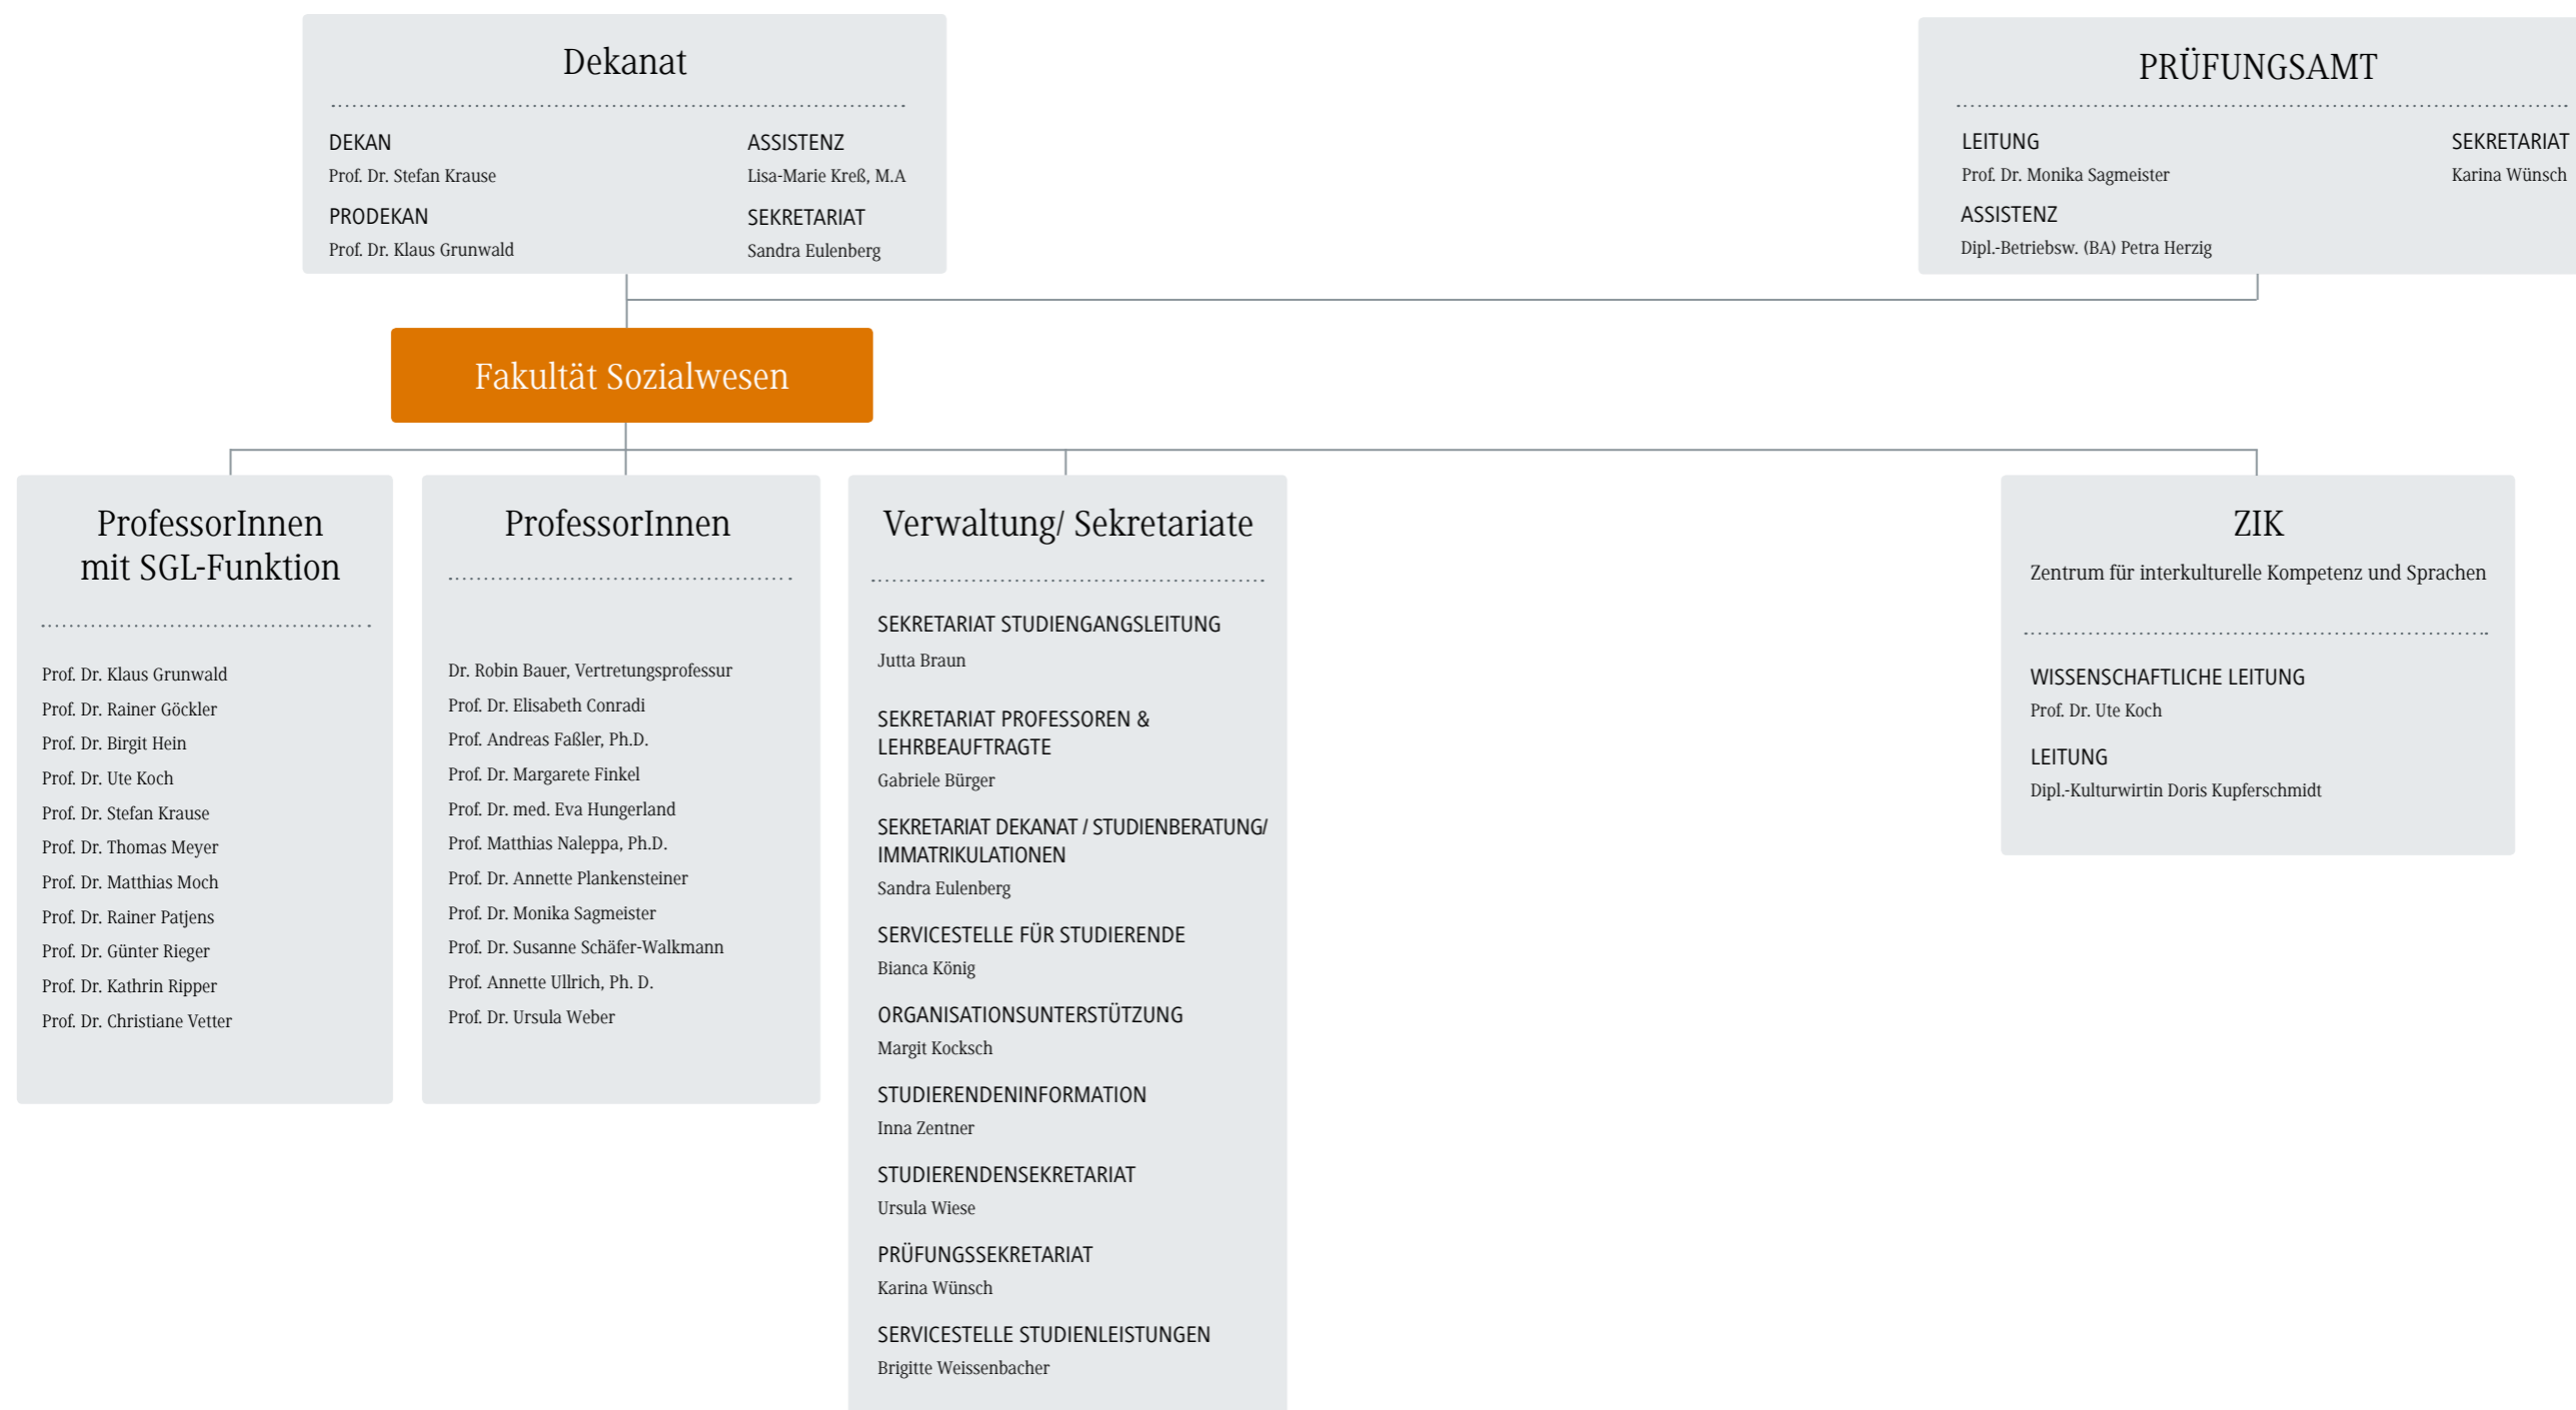 Dekanat
DEKAN
Prof. Dr. Stefan Krause
PRODEKAN
Prof. Dr. Klaus Grunwald
ASSISTENZ
Lisa-Marie Kreß, M.A
SEKRETARIAT
Sandra Eulenberg
PRÜFUNGSAMT
LEITUNG
Prof. Dr. Monika Sagmeister
ASSISTENZ
Dipl.-Betriebsw. (BA) Petra Herzig
SEKRETARIAT
Karina Wünsch
Fakultät Sozialwesen
ProfessorInnen
mit SGL-Funktion
Prof. Dr. Klaus Grunwald
Prof. Dr. Rainer Göckler
Prof. Dr. Birgit Hein
Prof. Dr. Ute Koch
Prof. Dr. Stefan Krause
Prof. Dr. Thomas Meyer
Prof. Dr. Matthias Moch
Prof. Dr. Rainer Patjens
Prof. Dr. Günter Rieger
Prof. Dr. Kathrin Ripper
Prof. Dr. Christiane Vetter
ProfessorInnen
Dr. Robin Bauer, Vertretungsprofessur
Prof. Dr. Elisabeth Conradi
Prof. Andreas Faßler, Ph.D.
Prof. Dr. Margarete Finkel
Prof. Dr. med. Eva Hungerland
Prof. Matthias Naleppa, Ph.D.
Prof. Dr. Annette Plankensteiner
Prof. Dr. Monika Sagmeister
Prof. Dr. Susanne Schäfer-Walkmann
Prof. Annette Ullrich, Ph. D.
Prof. Dr. Ursula Weber
Verwaltung/ Sekretariate
SEKRETARIAT STUDIENGANGSLEITUNG
Jutta Braun
SEKRETARIAT PROFESSOREN &
LEHRBEAUFTRAGTE
Gabriele Bürger
SEKRETARIAT DEKANAT / STUDIENBERATUNG/
IMMATRIKULATIONEN
Sandra Eulenberg
SERVICESTELLE FÜR STUDIERENDE
Bianca König
ORGANISATIONSUNTERSTÜTZUNG
Margit Kocksch
STUDIERENDENINFORMATION
Inna Zentner
STUDIERENDENSEKRETARIAT
Ursula Wiese
PRÜFUNGSSEKRETARIAT
Karina Wünsch
SERVICESTELLE STUDIENLEISTUNGEN
Brigitte Weissenbacher
ZIK
Zentrum für interkulturelle Kompetenz und Sprachen
WISSENSCHAFTLICHE LEITUNG
Prof. Dr. Ute Koch
LEITUNG
Dipl.-Kulturwirtin Doris Kupferschmidt